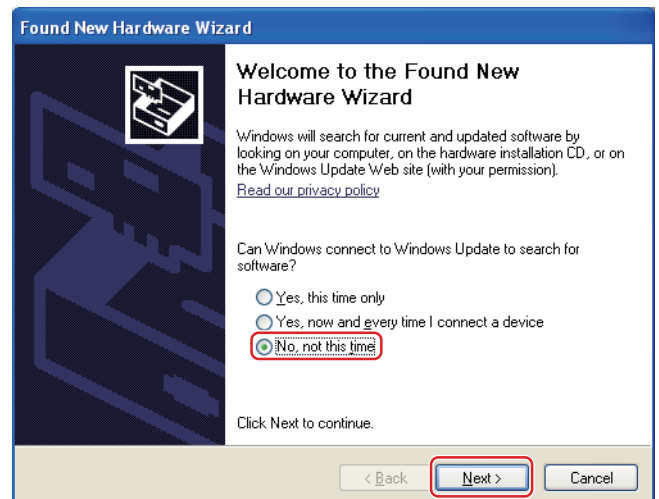 Found New Hardware Wizard
Welcome to the Found New
Hardware Wizard
Windows will search for current and updated software by
looking on your computer, on the hardware installation CD, or on
the Windows Update Web site (with your permission).
Read our privacy policy
Can Windows connect to Windows Update to search for
software?
Yes, this time only
Yes, now and every time I connect a device
No, not this time
Click Next to continue.
< Back Next > Cancel